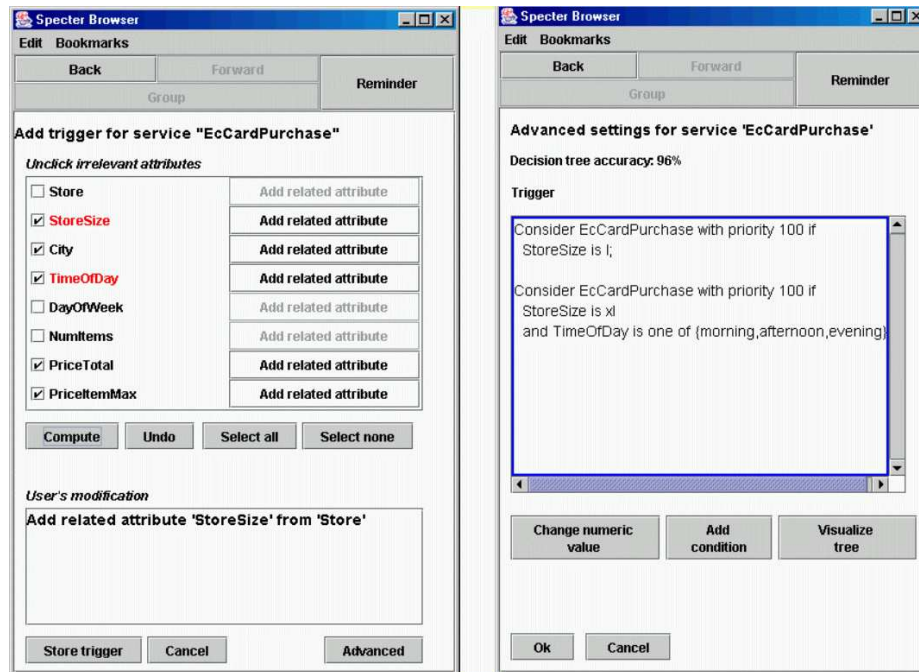 Specter Browser
Edit Bookmarks
Back Forward
Group
Reminder
Add trigger for service "EcCardPurchase"
Unclick irrelevant attributes
Store Add related attribute
StoreSize Add related attribute
City Add related attribute
TimeOfDay Add related attribute
DayOfWeek Add related attribute
NumItems Add related attribute
PriceTotal Add related attribute
PriceItemMax Add related attribute
Compute Undo Select all Select none
User's modification
Add related attribute 'StoreSize' from 'Store'
Store trigger Cancel Advanced
Specter Browser
Edit Bookmarks
Back Forward
Group
Reminder
Advanced settings for service 'EcCardPurchase'
Decision tree accuracy: 96%
Trigger
Consider EcCardPurchase with priority 100 if
StoreSize is l;
Consider EcCardPurchase with priority 100 if
StoreSize is xl
and TimeOfDay is one of {morning,afternoon,evening}
Change numeric
value
Add
condition
Visualize
tree
Ok Cancel